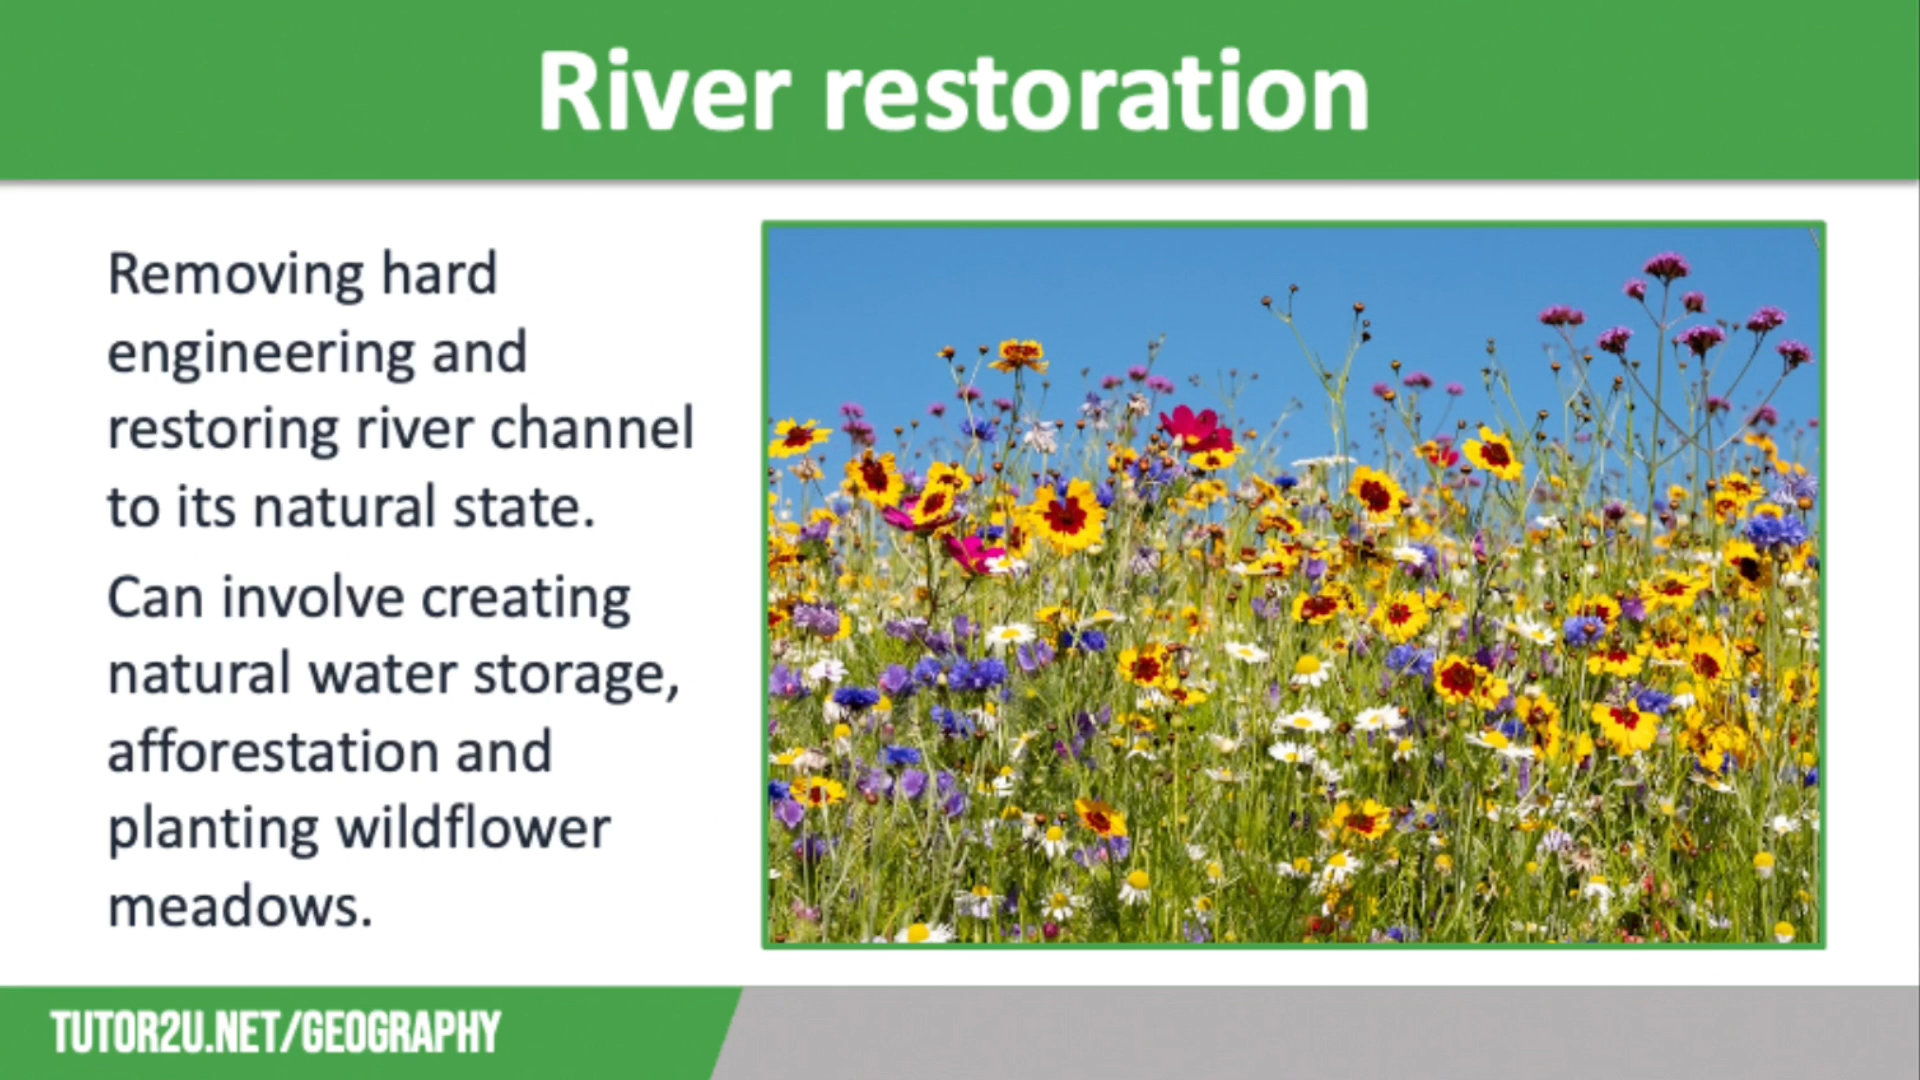 River restoration
Removing hard
engineering and
restoring river channel
to its natural state.
Can involve creating
natural water storage,
afforestation and
planting wildflower
meadows.
TUTOR2U.NET/GEOGRAPHY